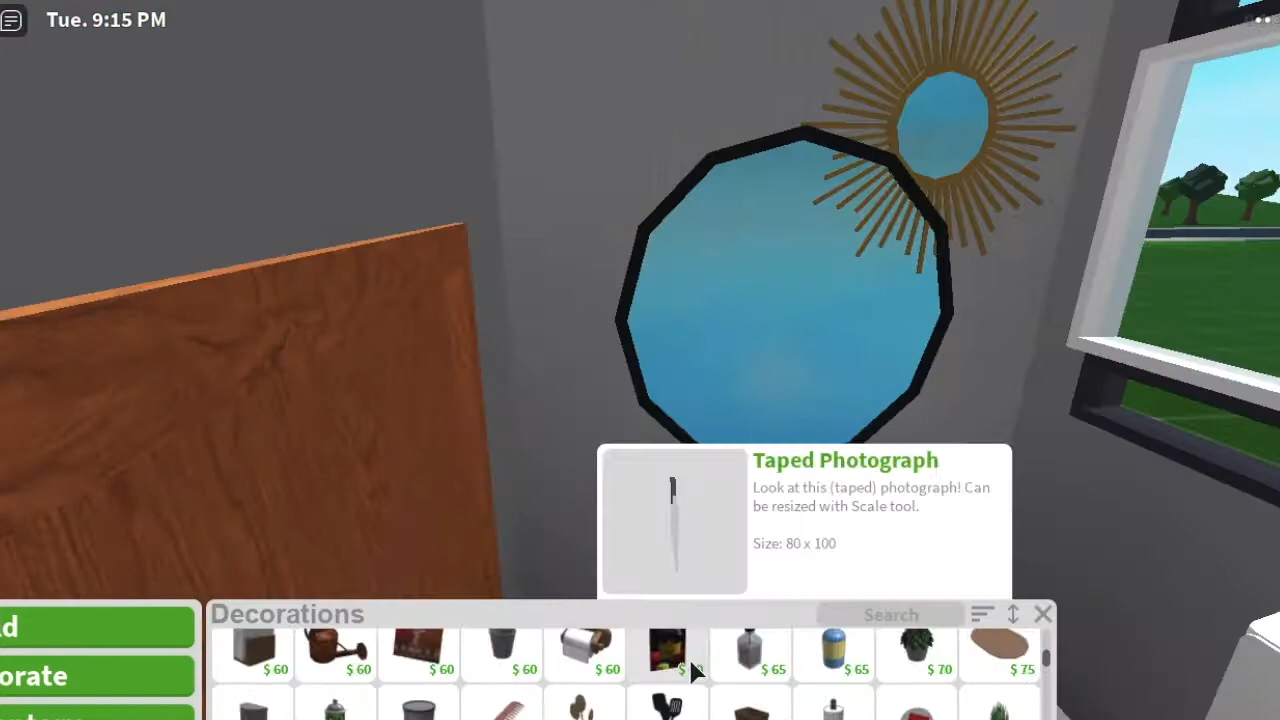 Tue. 9:15 PM
Taped Photograph
Look at this (taped) photograph! Can
be resized with Scale tool.
Size: 80 x 100
d
orate
Decorations
Search
$ 60
$ 60
$ 60
$ 60
$ 60
$ 65
$ 65
$ 70
$ 75